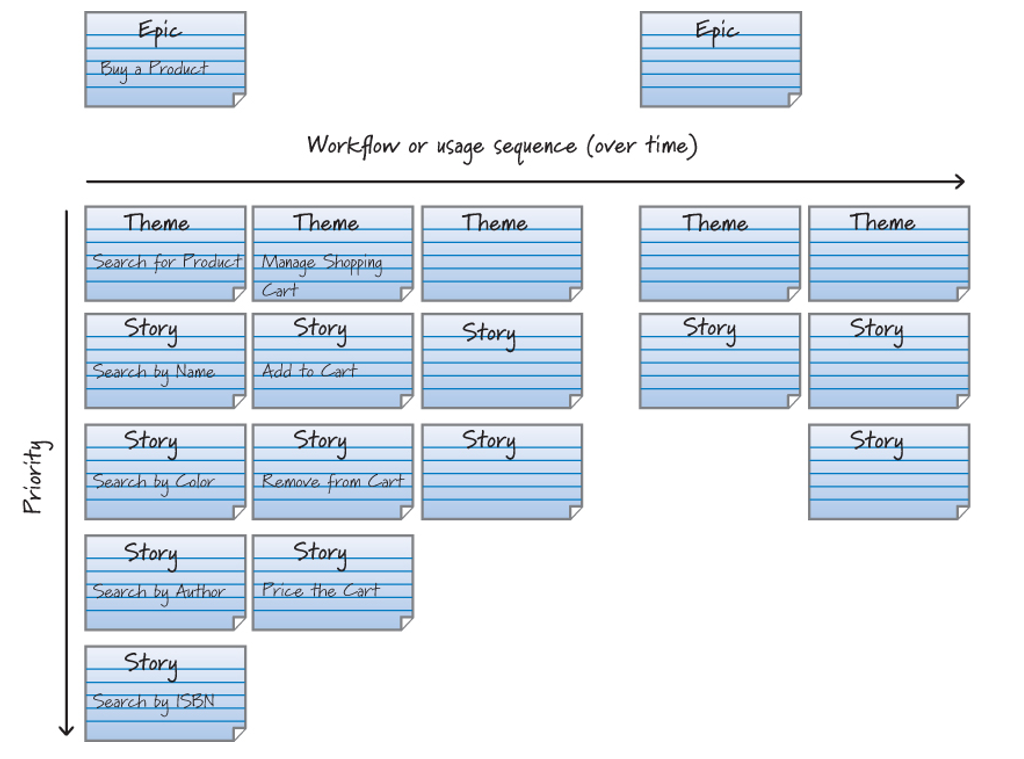 Epic
Buy a Product
Epic
Workflow or usage sequence (over time)
Priority
Theme
Search for Product
Theme
Manage Shopping
Cart
Theme
Theme
Theme
Story
Search by Name
Story
Add to Cart
Story
Story
Story
Story
Search by Color
Story
Remove from Cart
Story
Story
Story
Search by Author
Story
Price the Cart
Story
Search by ISBN